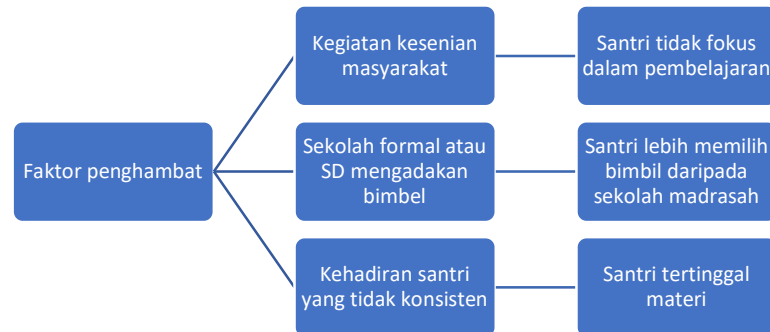 Faktor penghambat
Kegiatan kesenian
masyarakat
Santri tidak fokus
dalam pembelajaran
Sekolah formal atau
SD mengadakan
bimbel
Santri lebih memilih
bimbil daripada
sekolah madrasah
Kehadiran santri
yang tidak konsisten
Santri tertinggal
materi